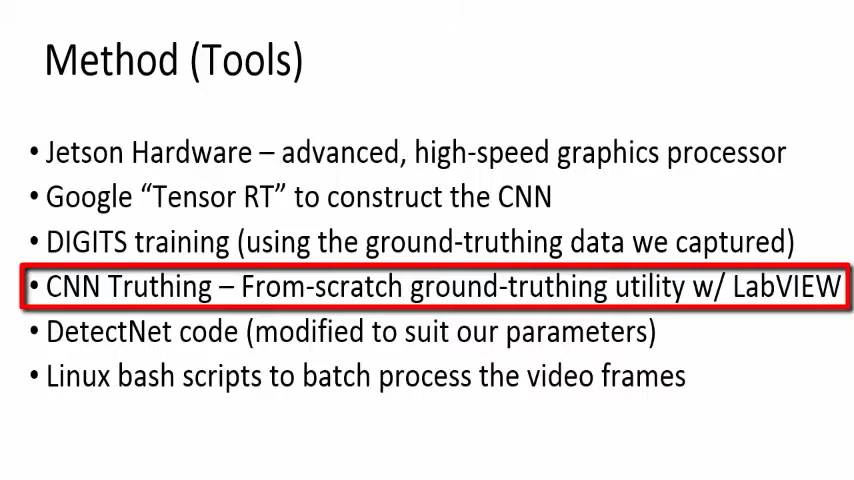 Method (Tools)
• Jetson Hardware – advanced, high-speed graphics processor
• Google “Tensor RT” to construct the CNN
• DIGITS training (using the ground-truthing data we captured)
• CNN Truthing – From-scratch ground-truthing utility w/ LabVIEW
• DetectNet code (modified to suit our parameters)
• Linux bash scripts to batch process the video frames